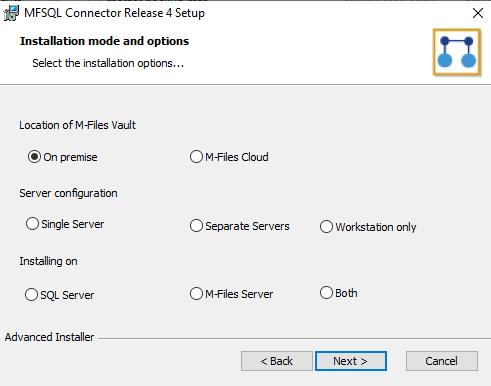 MFSQL Connector Release 4 Setup
Installation mode and options
Select the installation options...
Location of M-Files Vault
On premise M-Files Cloud
Server configuration
Single Server Separate Servers Workstation only
Installing on
SQL Server M-Files Server Both
Advanced Installer
< Back Next > Cancel